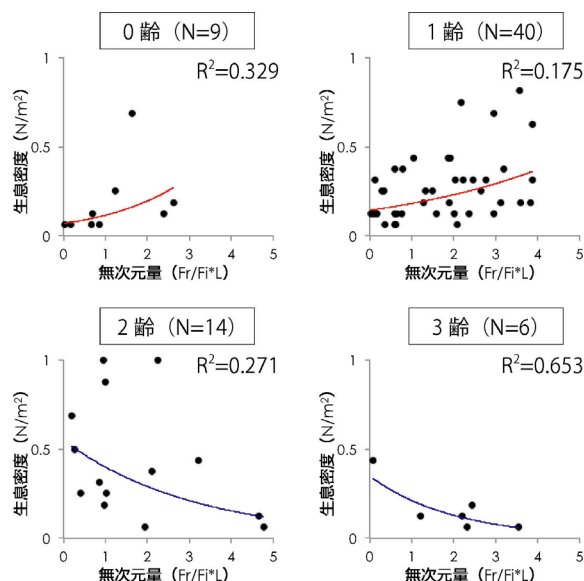 0 齢（N=9）
R²=0.329
生息密度（N/m²）
1
0.5
0
0 1 2 3 4 5
無次元量（Fr/Fi*L）
1 齢（N=40）
R²=0.175
生息密度（N/m²）
1
0.5
0
0 1 2 3 4 5
無次元量（Fr/Fi*L）
2 齢（N=14）
R²=0.271
生息密度（N/m²）
1
0.5
0
0 1 2 3 4 5
無次元量（Fr/Fi*L）
3 齢（N=6）
R²=0.653
生息密度（N/m²）
1
0.5
0
0 1 2 3 4 5
無次元量（Fr/Fi*L）